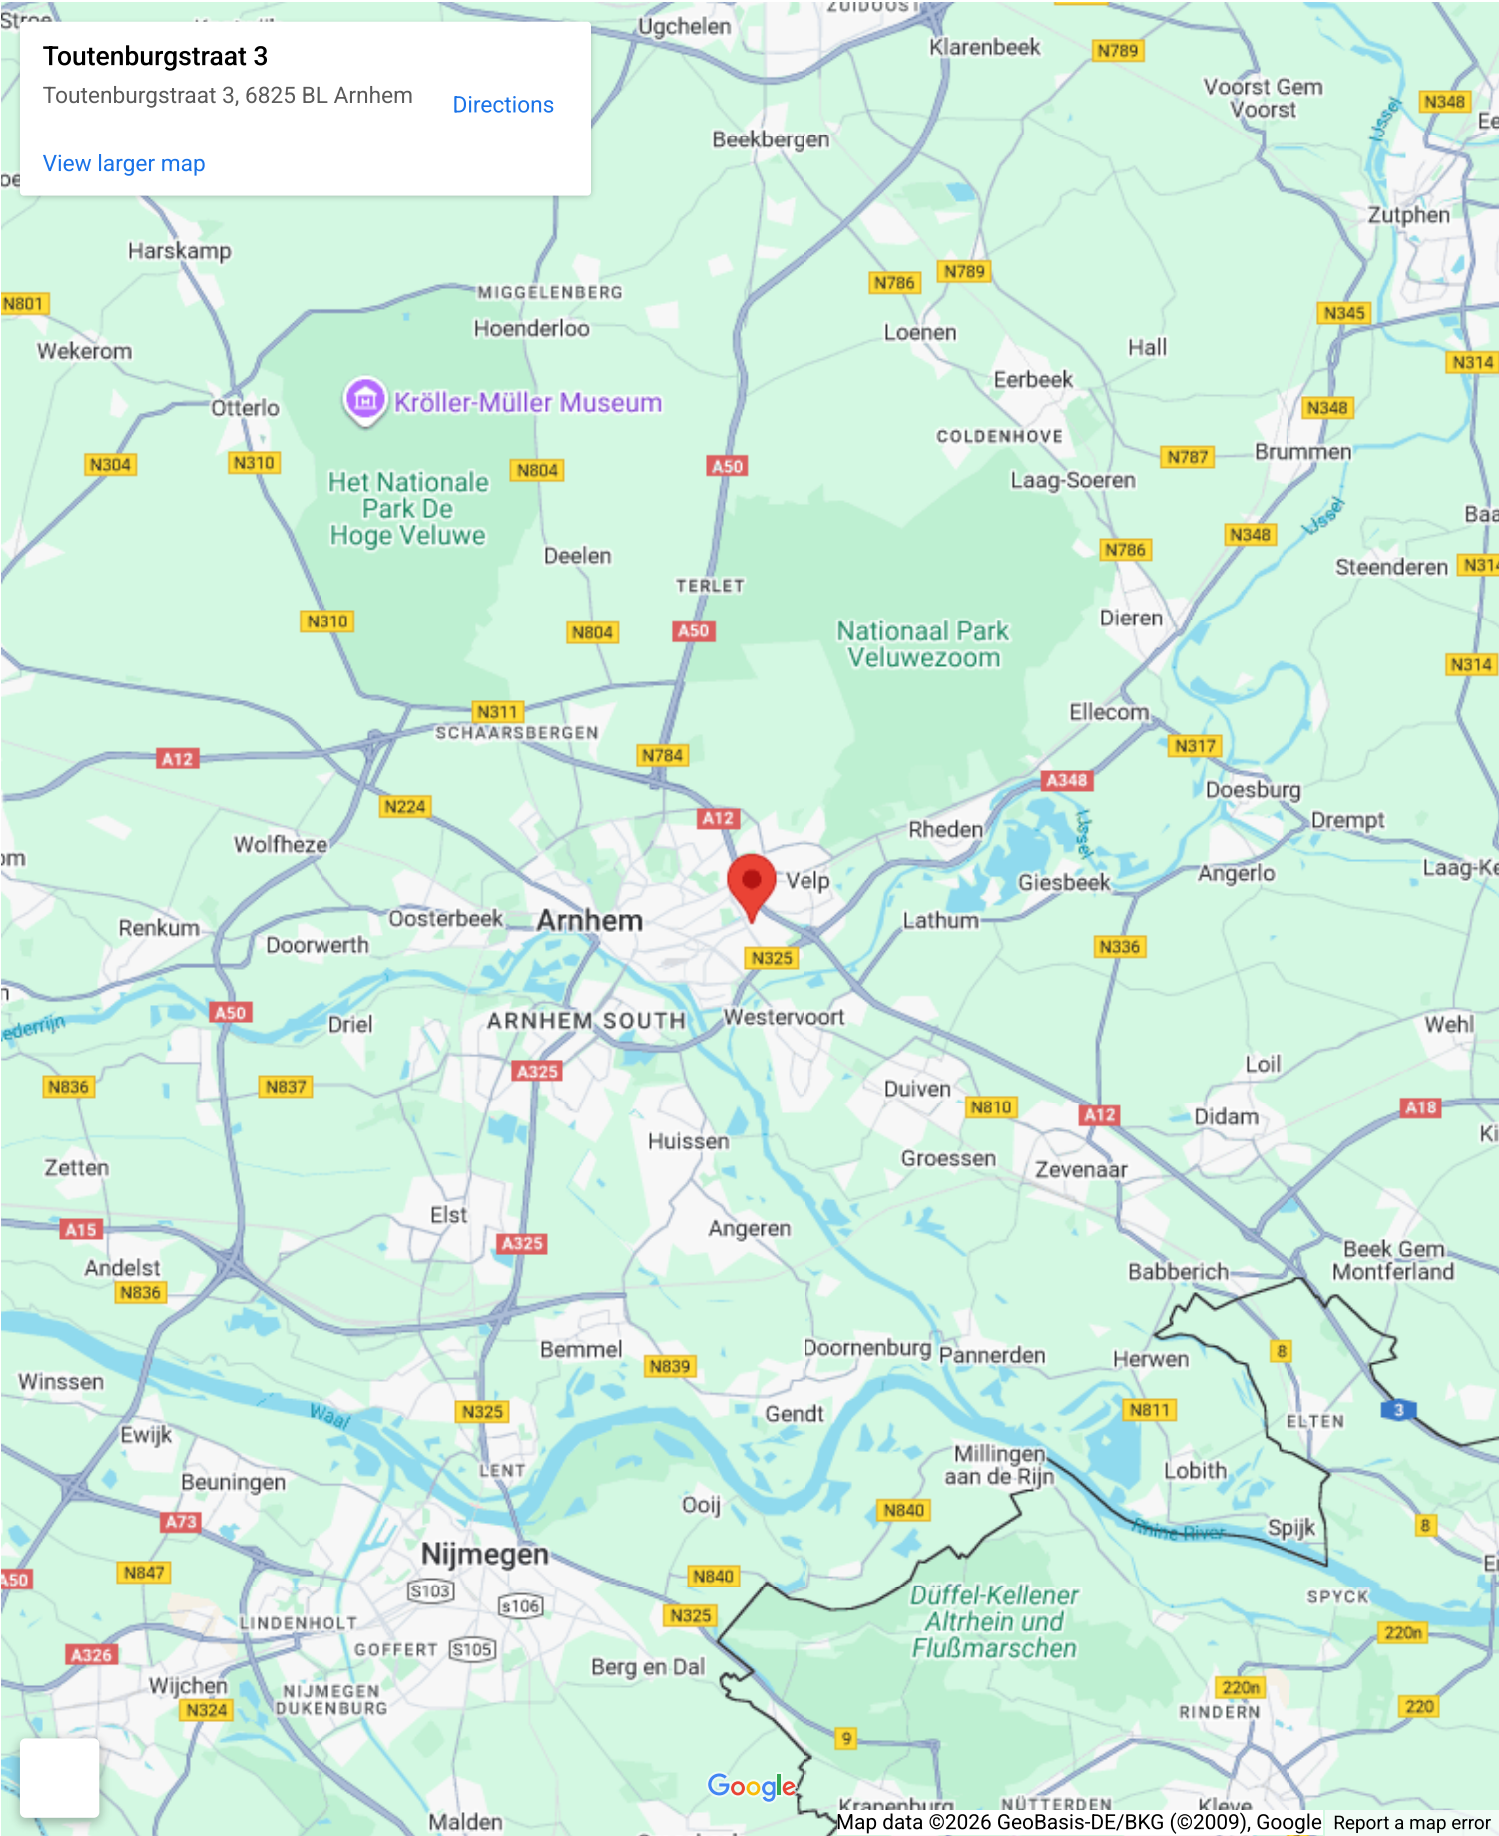 Toutenburgstraat 3
Toutenburgstraat 3, 6825 BL Arnhem
Directions
View larger map
Ugchelen
Klarenbeek
N789
Voorst Gem
Voorst
N348
IJssel
Beekbergen
Zutphen
Harskamp
MIGGELENBERG
N786
N789
N801
Hoenderloo
Loenen
N345
Wekerom
Hall
N314
Eerbeek
Kröller-Müller Museum
Otterlo
N348
COLDENHOVE
N304
N310
N804
A50
N787
Brummen
Het Nationale
Park De
Hoge Veluwe
Laag-Soeren
IJssel
N348
Deelen
N786
Steenderen
TERLET
N310
N804
A50
Nationaal Park
Veluwezoom
Dieren
N314
N311
Ellecom
SCHAARSBERGEN
A12
N784
N317
A348
Doesburg
N224
A12
Rheden
IJssel
Drempt
Wolfheze
Velp
Giesbeek
Angerlo
Renkum
Oosterbeek
Arnhem
Lathum
Doorwerth
N325
N336
A50
Driel
ARNHEM SOUTH
Westervoort
Wehl
A325
Loil
N836
N837
Duiven
N810
A12
Didam
A18
Huissen
Zetten
Groessen
Zevenaar
Elst
Angeren
A15
A325
Andelst
Beek Gem
Montferland
Babberich
N836
Bemmel
Doornenburg
Pannerden
Herwen
8
N839
Winssen
Waal
N325
Gendt
N811
3
ELTEN
Ewijk
Millingen
aan de Rijn
LENT
Beuningen
Lobith
Ooij
N840
A73
Rhine River
Spijk
8
Nijmegen
N847
A50
N840
S103
s106
Düffel-Kellener
Altrhein und
Flußmarschen
SPYCK
N325
LINDENHOLT
GOFFERT
S105
220n
A326
Berg en Dal
Wijchen
NIJMEGEN
DUKENBURG
220n
N324
RINDERN
220
9
Google
Malden
Kranenburg
NÜTTERDEN
Kleve
Map data ©2026 GeoBasis-DE/BKG (©2009), Google
Report a map error